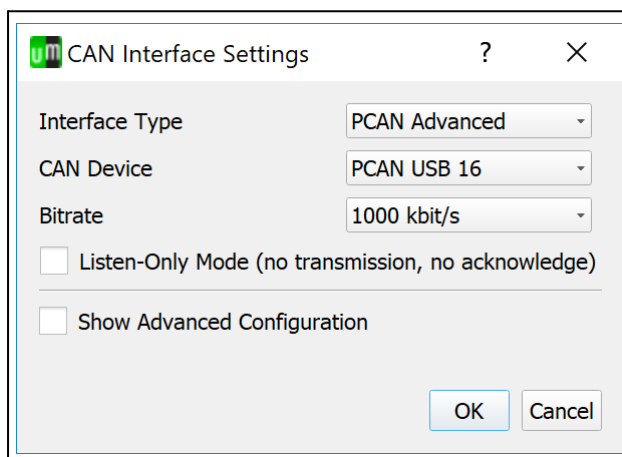 um CAN Interface Settings ? X
Interface Type PCAN Advanced
CAN Device PCAN USB 16
Bitrate 1000 kbit/s
Listen-Only Mode (no transmission, no acknowledge)
Show Advanced Configuration
OK Cancel